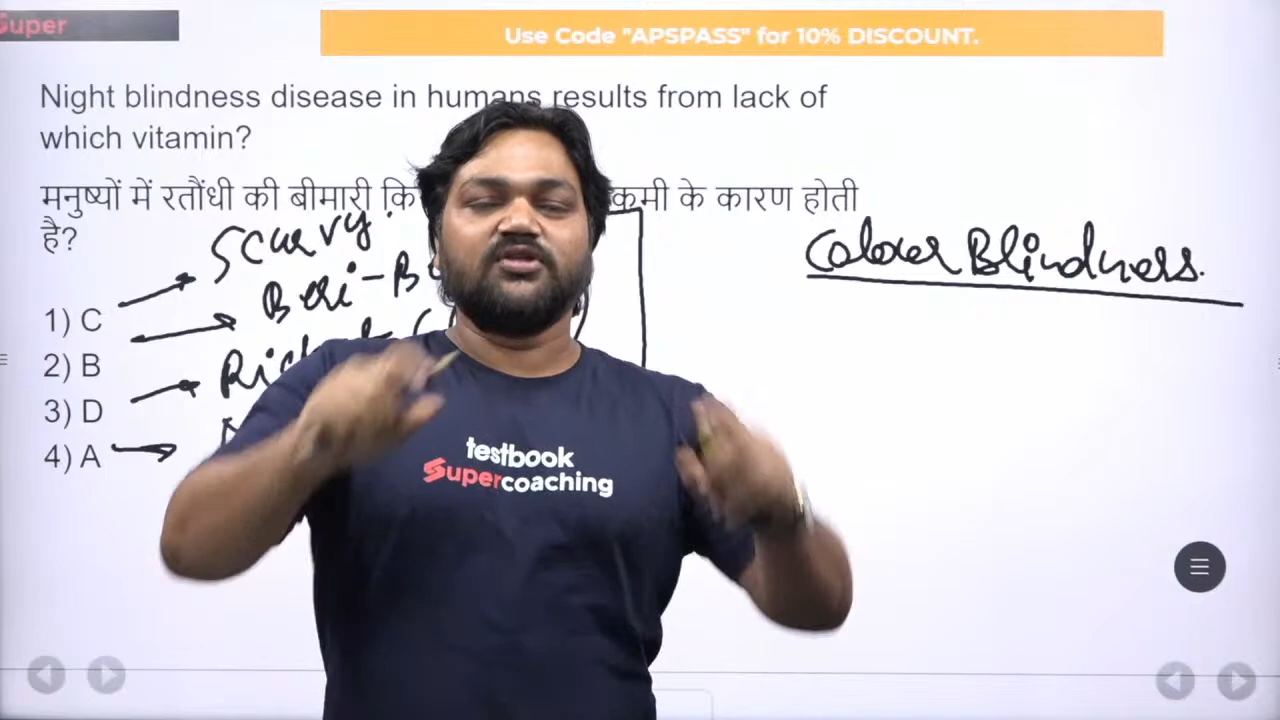 Super
Use Code "APSPASS" for 10% DISCOUNT.
Night blindness disease in humans results from lack of
which vitamin?
मनुष्यों में रतौंधी की बीमारी कमी के कारण होती
है?
Scurvy
Colour Blindness.
Beri-B
1) C
2) B
3) D
4) A
testbook
Supercoaching